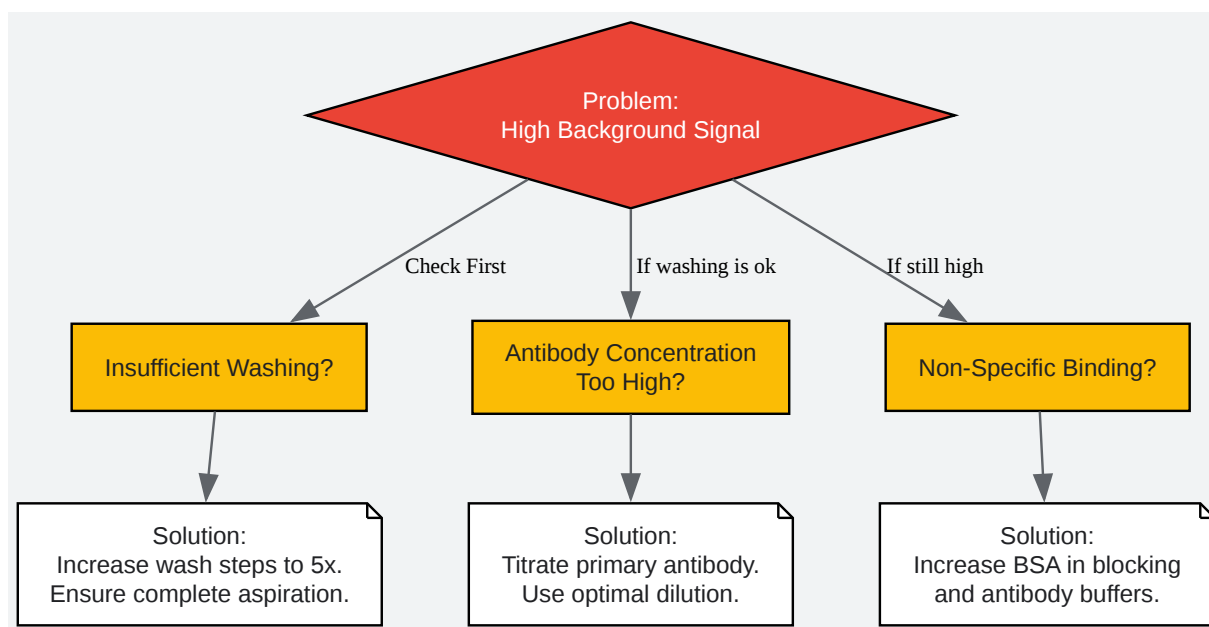 Problem:
High Background Signal
Check First
If washing is ok
If still high
Insufficient Washing?
Antibody Concentration
Too High?
Non-Specific Binding?
Solution:
Increase wash steps to 5x.
Ensure complete aspiration.
Solution:
Titrate primary antibody.
Use optimal dilution.
Solution:
Increase BSA in blocking
and antibody buffers.